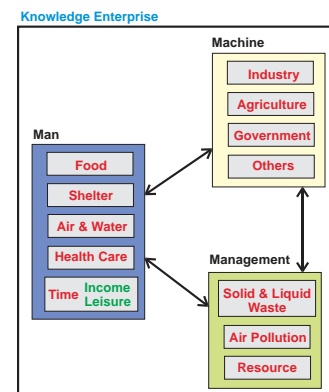 Knowledge Enterprise
Machine
Industry
Agriculture
Government
Others
Man
Food
Shelter
Air & Water
Health Care
Time Income
Leisure
Management
Solid & Liquid
Waste
Air Pollution
Resource